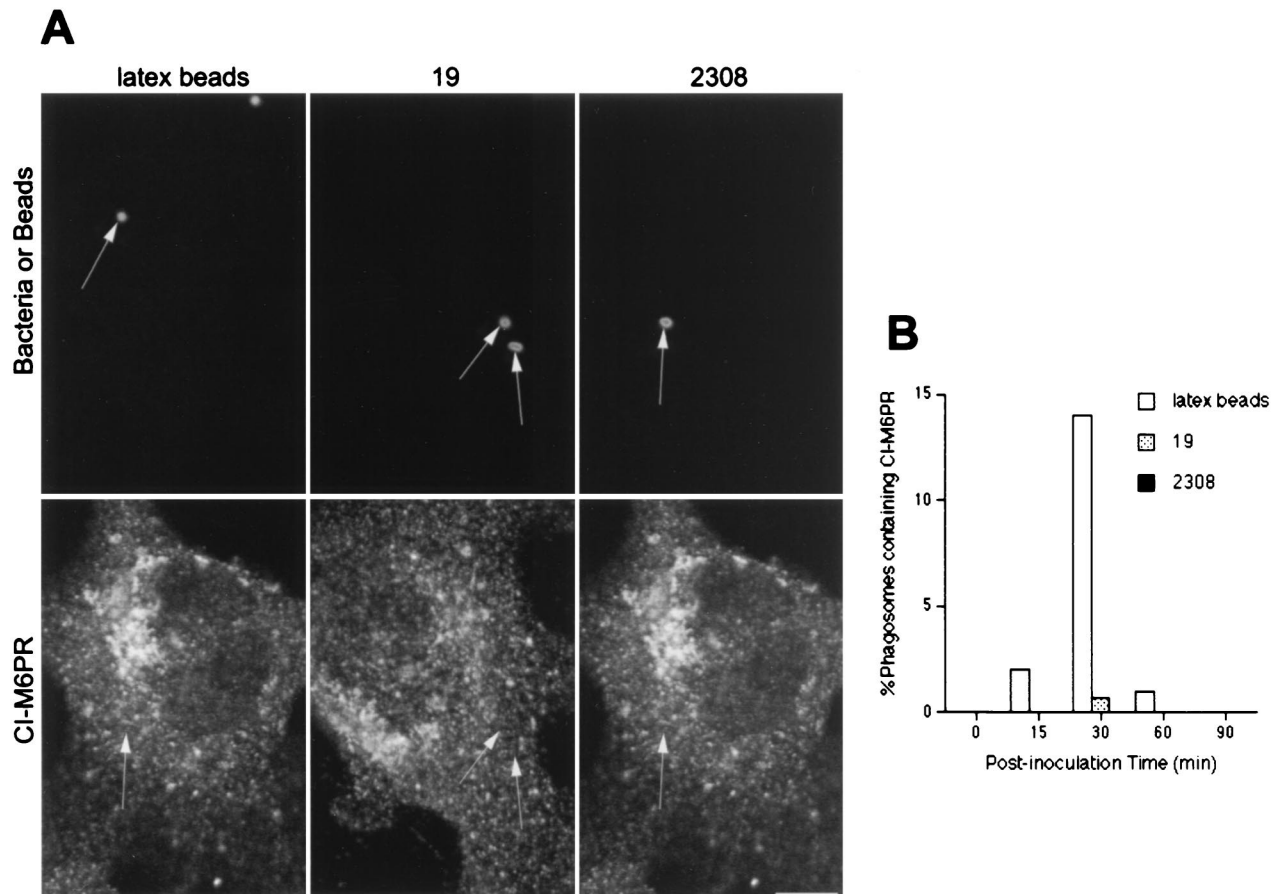 A
latex beads
19
2308
Bacteria or Beads
CI-M6PR
B
%Phagosomes containing CI-M6PR
15
10
5
0
0
15
30
60
90
Post-inoculation Time (min)
latex beads
19
2308